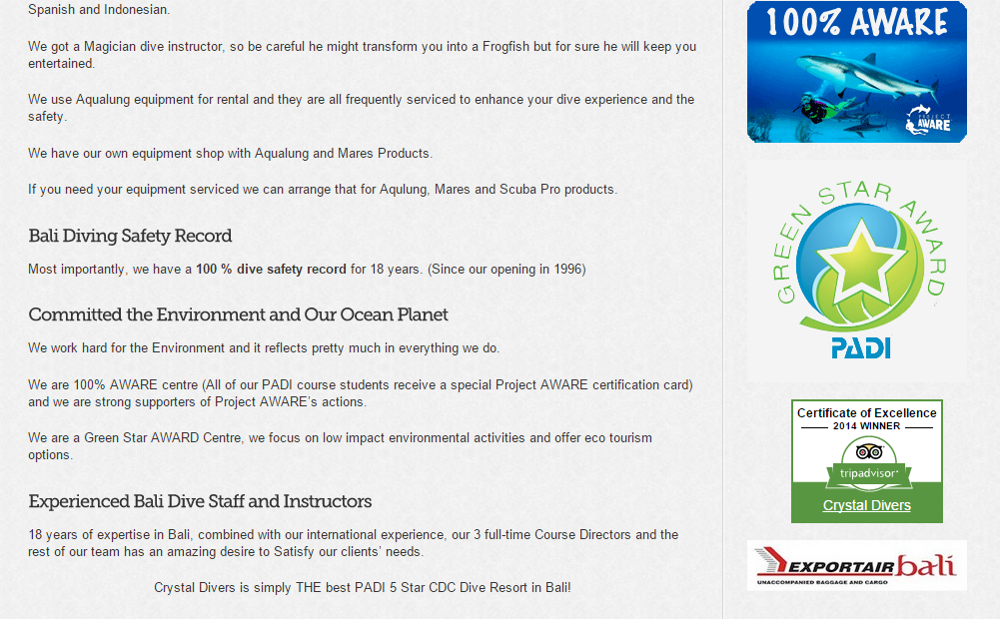 Spanish and Indonesian.
We got a Magician dive instructor, so be careful he might transform you into a Frogfish but for sure he will keep you
entertained.
We use Aqualung equipment for rental and they are all frequently serviced to enhance your dive experience and the
safety.
We have our own equipment shop with Aqualung and Mares Products.
If you need your equipment serviced we can arrange that for Aqulung, Mares and Scuba Pro products.
Bali Diving Safety Record
Most importantly, we have a 100 % dive safety record for 18 years. (Since our opening in 1996)
Committed the Environment and Our Ocean Planet
We work hard for the Environment and it reflects pretty much in everything we do.
We are 100% AWARE centre (All of our PADI course students receive a special Project AWARE certification card)
and we are strong supporters of Project AWARE's actions.
We are a Green Star AWARD Centre, we focus on low impact environmental activities and offer eco tourism
options.
Experienced Bali Dive Staff and Instructors
18 years of expertise in Bali, combined with our international experience, our 3 full-time Course Directors and the
rest of our team has an amazing desire to Satisfy our clients' needs.
Crystal Divers is simply THE best PADI 5 Star CDC Dive Resort in Bali!
100% AWARE
PROJECT
AWARE
GREEN STAR AWARD
PADI
Certificate of Excellence
2014 WINNER
tripadvisor
Crystal Divers
EXPORTAIR bali
UNACCOMPANIED BAGGAGE AND CARGO